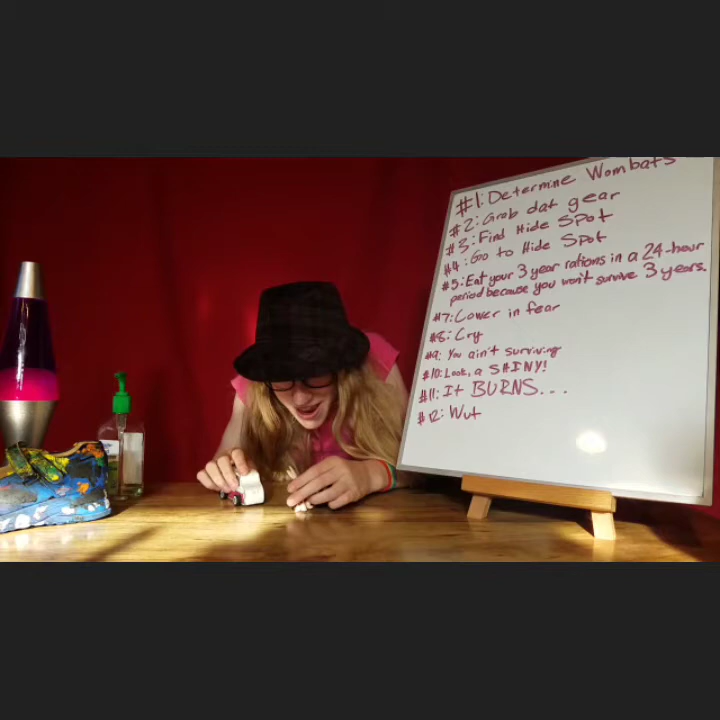 #1: Determine Wombats
#2: Grab dat gear
#3: Find Hide Spot
#4: Go to Hide Spot
#5: Eat your 3 year rations in a 24-hour
period because you won't survive 3 years.
#7: Cower in fear
#8: Cry
#9: You ain't surviving
#10: Look, a SHINY!
#11: It BURNS...
#12: Wut